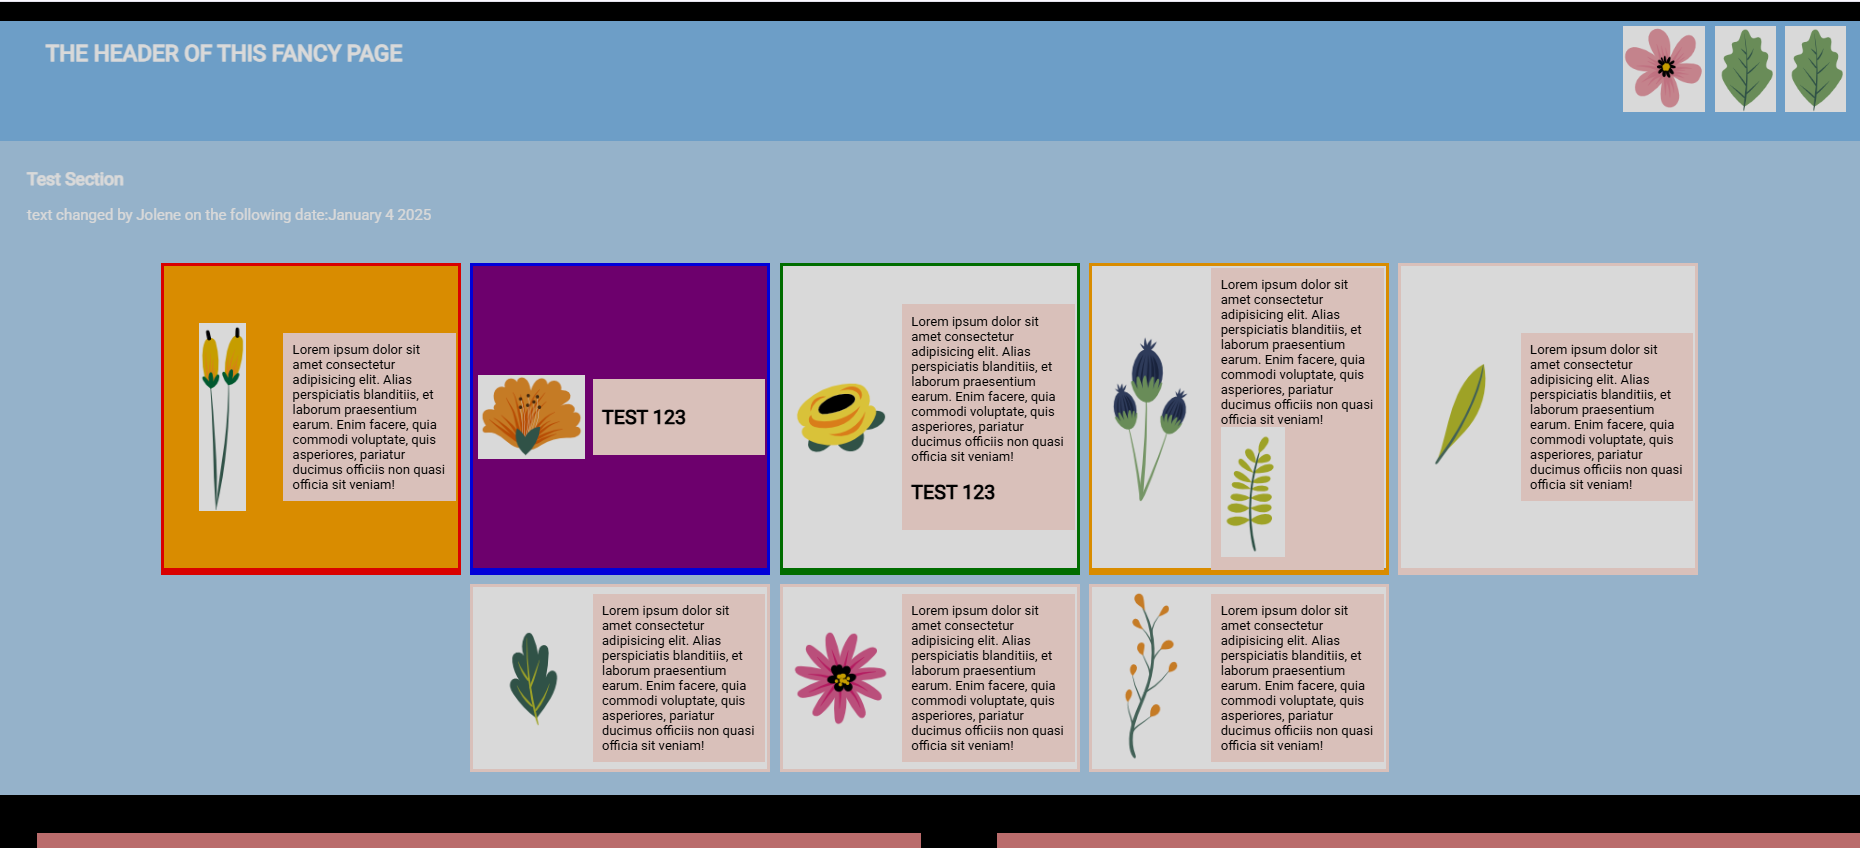 THE HEADER OF THIS FANCY PAGE
Test Section
text changed by Jolene on the following date:January 4 2025
Lorem ipsum dolor sit
amet consectetur
adipisicing elit. Alias
perspiciatis blanditiis, et
laborum praesentium
earum. Enim facere, quia
commodi voluptate, quis
asperiores, pariatur
ducimus officiis non quasi
officia sit veniam!
TEST 123
Lorem ipsum dolor sit
amet consectetur
adipisicing elit. Alias
perspiciatis blanditiis, et
laborum praesentium
earum. Enim facere, quia
commodi voluptate, quis
asperiores, pariatur
ducimus officiis non quasi
officia sit veniam!
TEST 123
Lorem ipsum dolor sit
amet consectetur
adipisicing elit. Alias
perspiciatis blanditiis, et
laborum praesentium
earum. Enim facere, quia
commodi voluptate, quis
asperiores, pariatur
ducimus officiis non quasi
officia sit veniam!
Lorem ipsum dolor sit
amet consectetur
adipisicing elit. Alias
perspiciatis blanditiis, et
laborum praesentium
earum. Enim facere, quia
commodi voluptate, quis
asperiores, pariatur
ducimus officiis non quasi
officia sit veniam!
Lorem ipsum dolor sit
amet consectetur
adipisicing elit. Alias
perspiciatis blanditiis, et
laborum praesentium
earum. Enim facere, quia
commodi voluptate, quis
asperiores, pariatur
ducimus officiis non quasi
officia sit veniam!
Lorem ipsum dolor sit
amet consectetur
adipisicing elit. Alias
perspiciatis blanditiis, et
laborum praesentium
earum. Enim facere, quia
commodi voluptate, quis
asperiores, pariatur
ducimus officiis non quasi
officia sit veniam!
Lorem ipsum dolor sit
amet consectetur
adipisicing elit. Alias
perspiciatis blanditiis, et
laborum praesentium
earum. Enim facere, quia
commodi voluptate, quis
asperiores, pariatur
ducimus officiis non quasi
officia sit veniam!